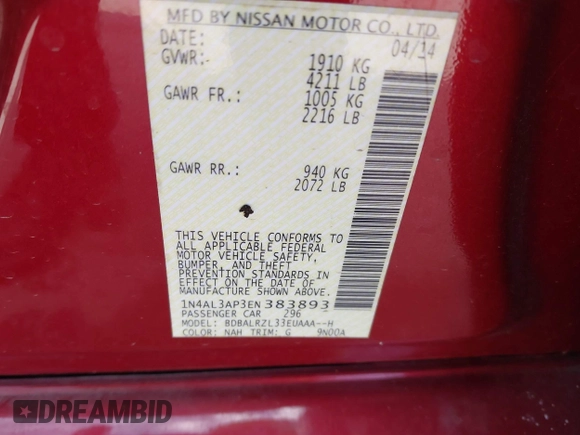 MFD BY NISSAN MOTOR CO., LTD.
DATE: 04/14
GVWR: 1910 KG
4211 LB
GAWR FR.: 1005 KG
2216 LB
GAWR RR.: 940 KG
2072 LB
THIS VEHICLE CONFORMS TO
ALL APPLICABLE FEDERAL
MOTOR VEHICLE SAFETY,
BUMPER, AND THEFT
PREVENTION STANDARDS
IN EFFECT ON THE DATE OF
MANUFACTURE SHOWN ABOVE.
1N4AL3AP3EN383893
PASSENGER CAR 296
MODEL: BDBALRZL33EUAAA--H
COLOR: NAH TRIM: G 9N00A
DREAMBID